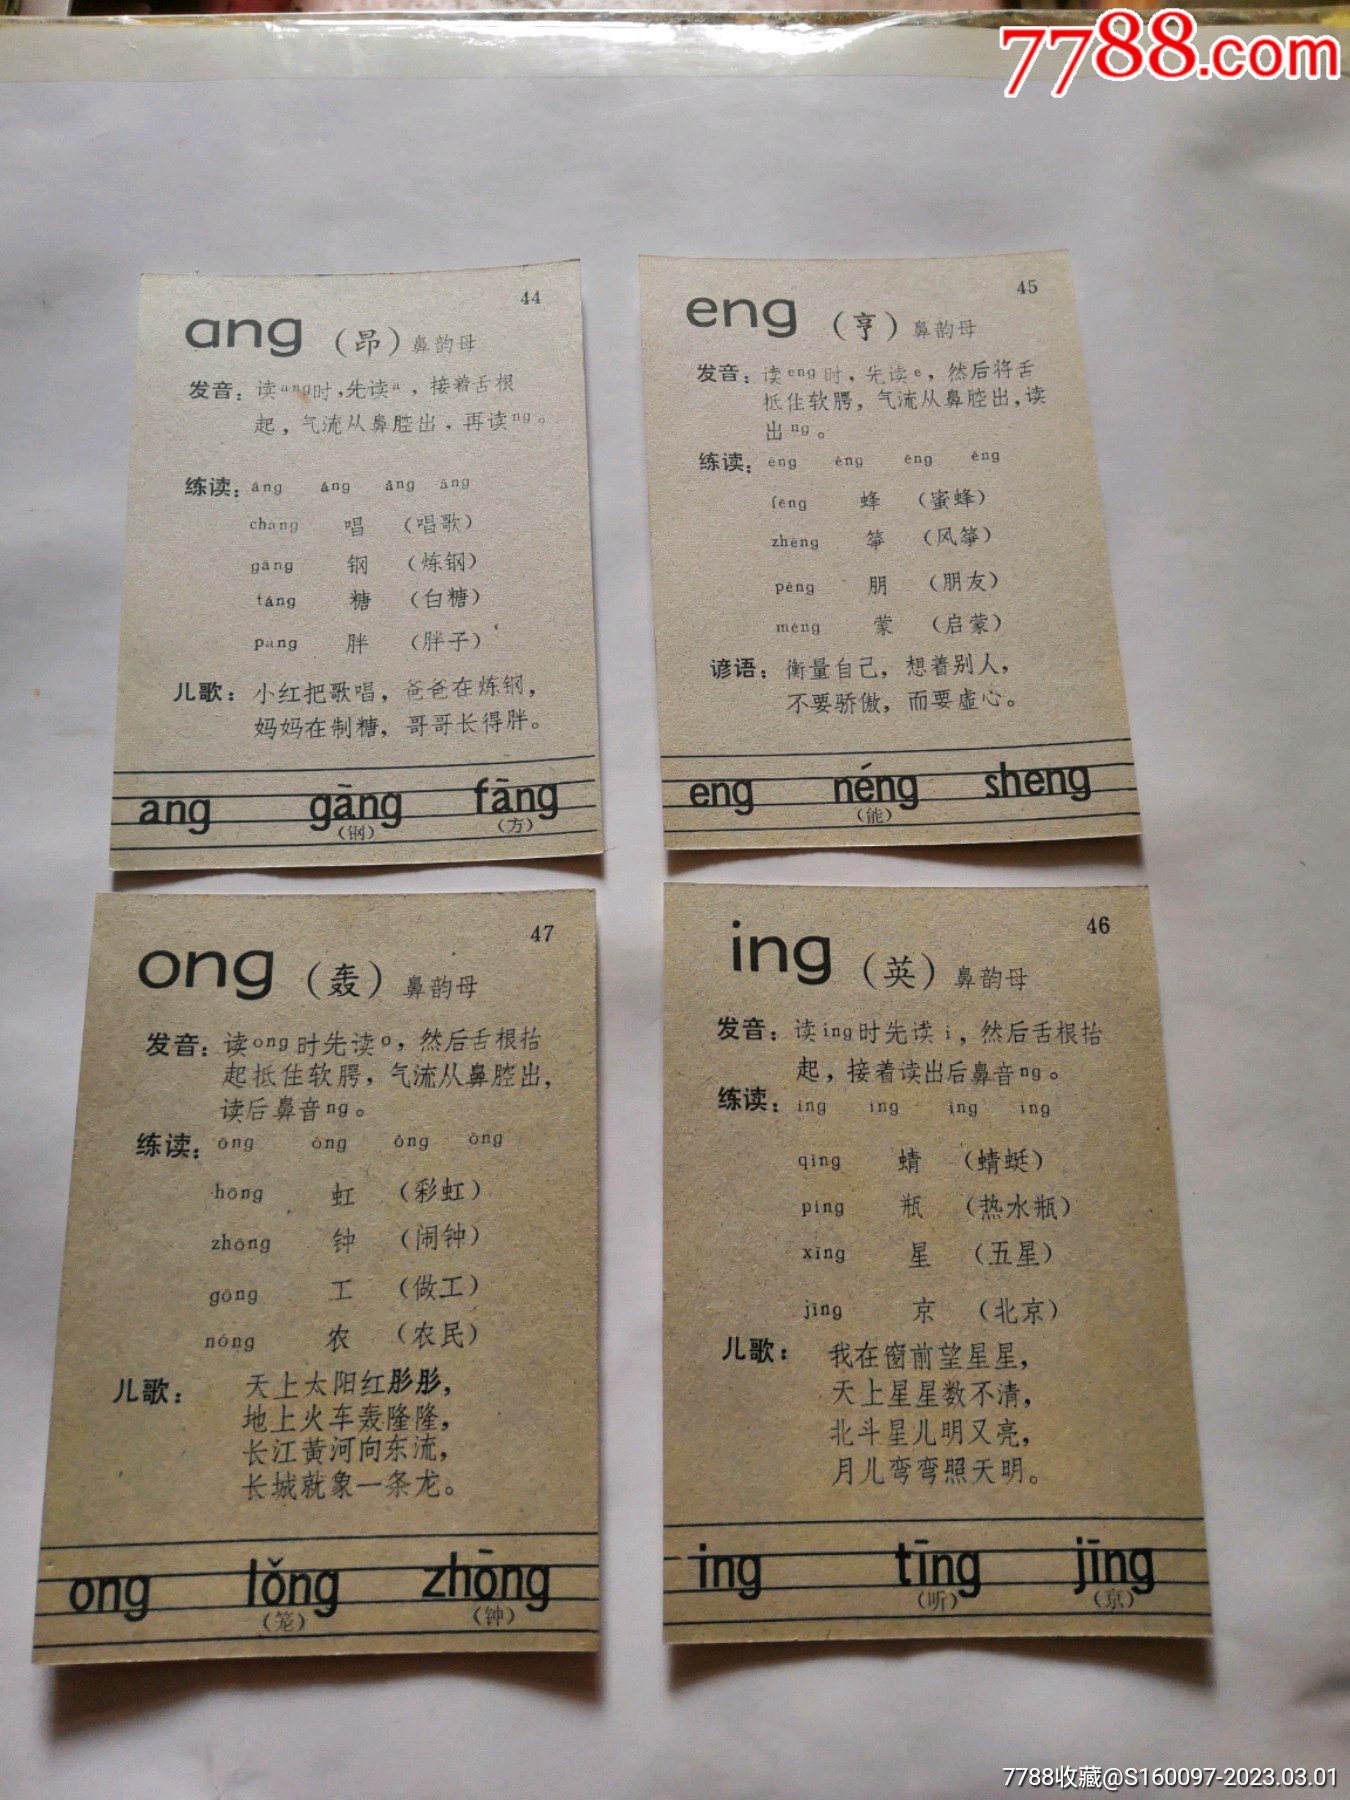 7788.com
44
ang（昂）鼻韵母
发音：读ang时，先读a，接着舌根
起，气流从鼻腔出，再读ng。
练读：āng áng ǎng àng
chàng 唱 （唱歌）
gāng 钢 （炼钢）
táng 糖 （白糖）
pàng 胖 （胖子）
儿歌：小红把歌唱，爸爸在炼钢，
妈妈在制糖，哥哥长得胖。
ang gāng fāng
（钢） （方）
45
eng（亨）鼻韵母
发音：读eng时，先读e，然后将舌
抵住软腭，气流从鼻腔出，读
出ng。
练读：ēng éng ěng èng
fēng 蜂 （蜜蜂）
zhēng 筝 （风筝）
péng 朋 （朋友）
méng 蒙 （启蒙）
谚语：衡量自己，想着别人，
不要骄傲，而要虚心。
eng néng sheng
（能）
47
ong（轰）鼻韵母
发音：读ong时先读o，然后舌根抬
起抵住软腭，气流从鼻腔出，
读后鼻音ng。
练读：ōng óng ǒng òng
hóng 虹 （彩虹）
zhōng 钟 （闹钟）
gōng 工 （做工）
nóng 农 （农民）
儿歌：天上太阳红彤彤，
地上火车轰隆隆，
长江黄河向东流，
长城就象一条龙。
ong lǒng zhōng
（笼） （钟）
46
ing（英）鼻韵母
发音：读ing时先读i，然后舌根抬
起，接着读出后鼻音ng。
练读：īng íng ǐng ìng
qīng 蜻 （蜻蜓）
píng 瓶 （热水瓶）
xīng 星 （五星）
jīng 京 （北京）
儿歌：我在窗前望星星，
天上星星数不清，
北斗星儿明又亮，
月儿弯弯照天明。
ing tīng jīng
（听） （京）
7788收藏@S160097-2023.03.01